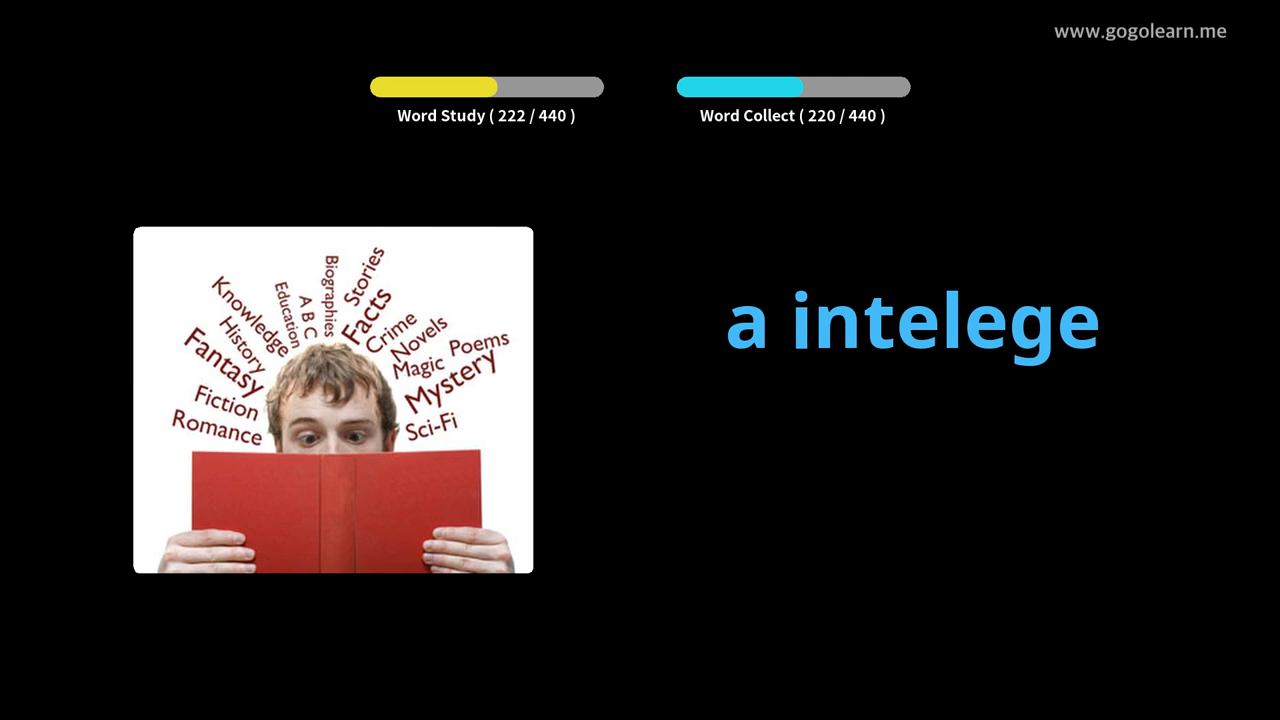 www.gogolearn.me
Word Study ( 222 / 440 )
Word Collect ( 220 / 440 )
a intelege
Romance
Fiction
Fantasy
History
Knowledge
Education
A B C
Biographies
Stories
Facts
Crime
Novels
Magic
Poems
Mystery
Sci-Fi